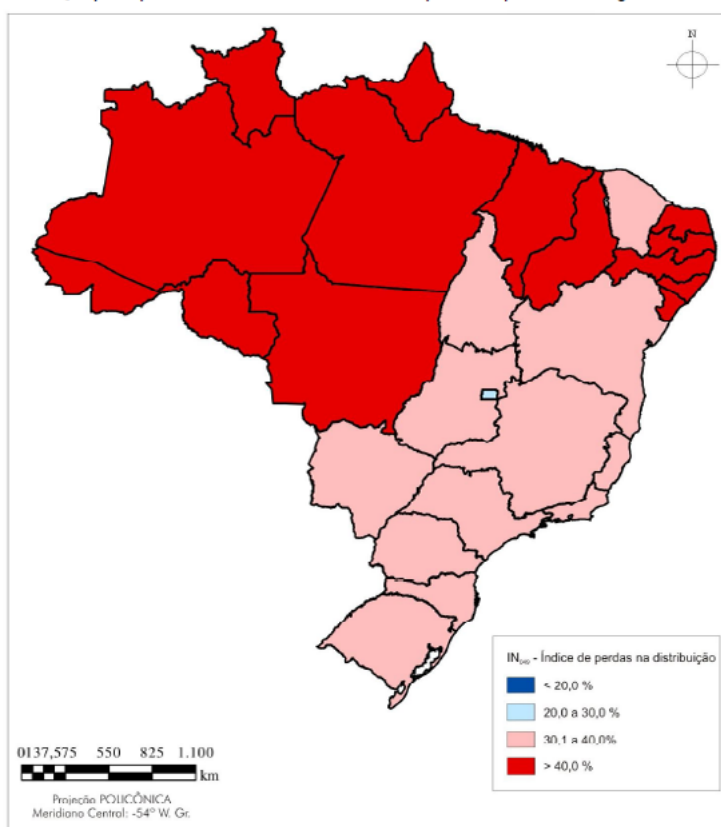 N
IN₀₄₉ - Índice de perdas na distribuição
< 20,0 %
20,0 a 30,0 %
30,1 a 40,0%
> 40,0 %
0137,575 550 825 1.100
km
Projeção POLICÔNICA
Meridiano Central: -54º W. Gr.